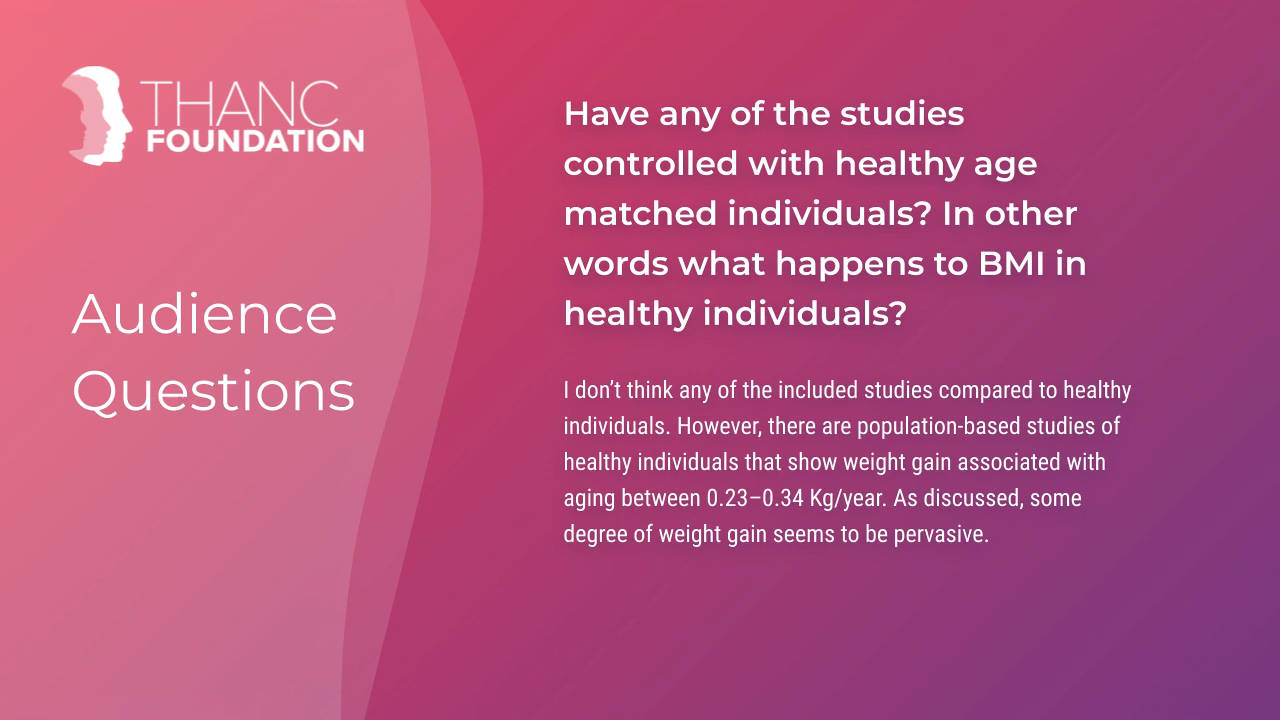 THANC
FOUNDATION
Audience
Questions
Have any of the studies
controlled with healthy age
matched individuals? In other
words what happens to BMI in
healthy individuals?
I don’t think any of the included studies compared to healthy
individuals. However, there are population-based studies of
healthy individuals that show weight gain associated with
aging between 0.23–0.34 Kg/year. As discussed, some
degree of weight gain seems to be pervasive.